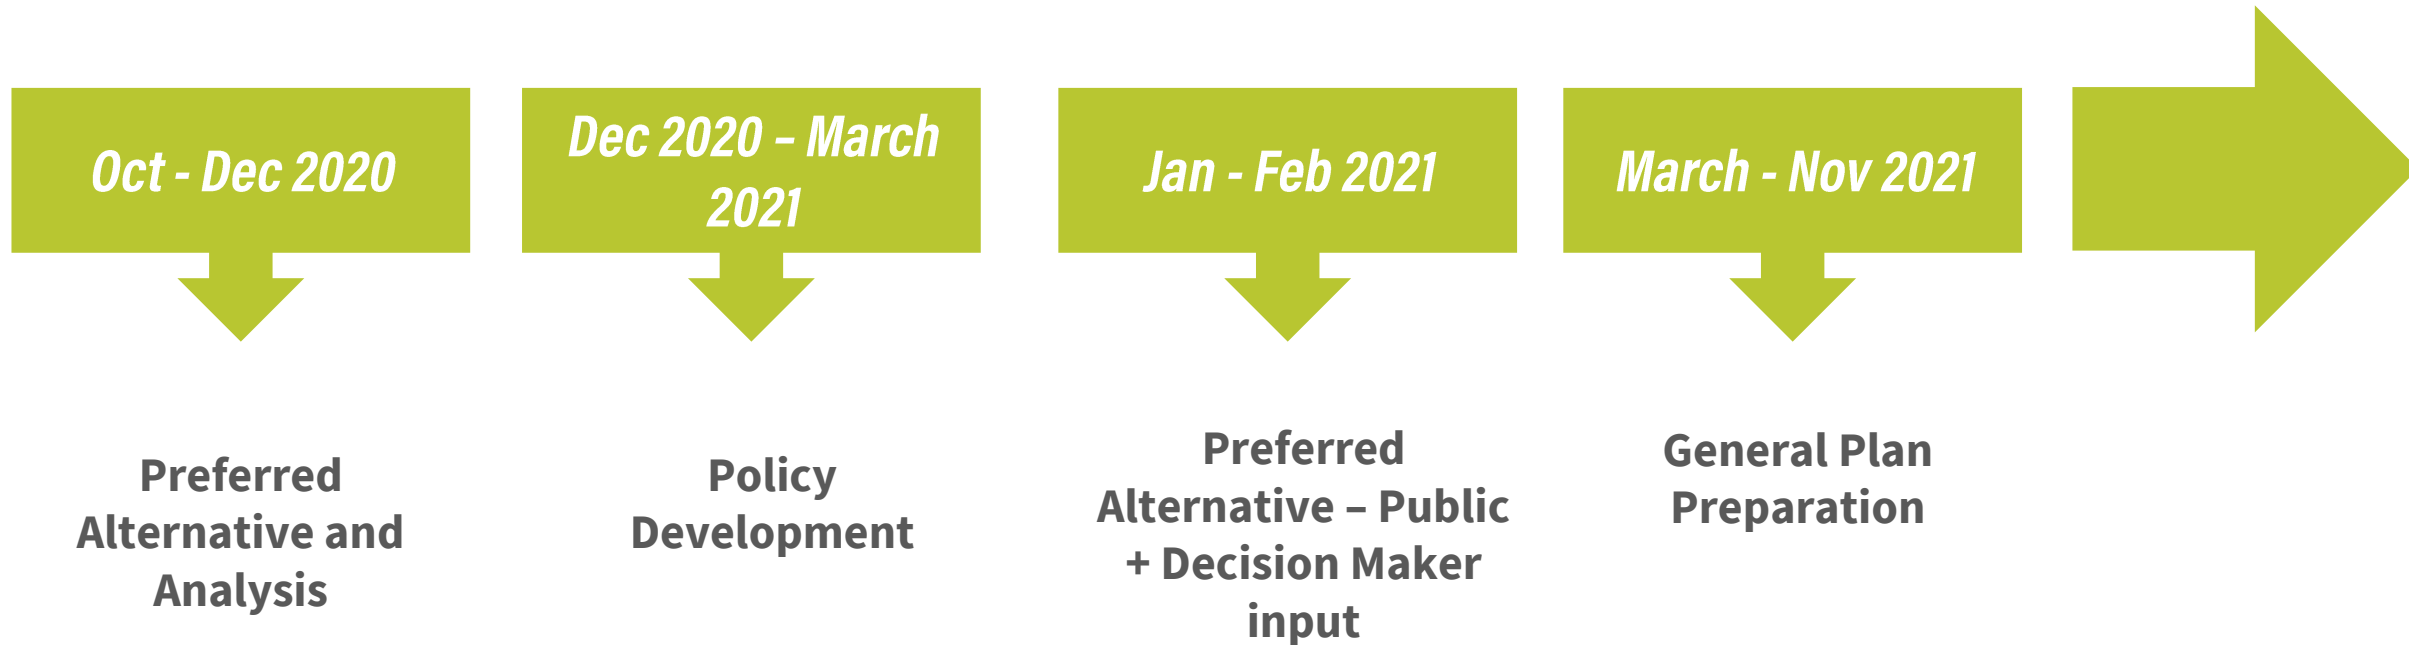 Oct - Dec 2020
Dec 2020 – March
2021
Jan - Feb 2021
March - Nov 2021
Preferred
Alternative and
Analysis
Policy
Development
Preferred
Alternative – Public
+ Decision Maker
input
General Plan
Preparation